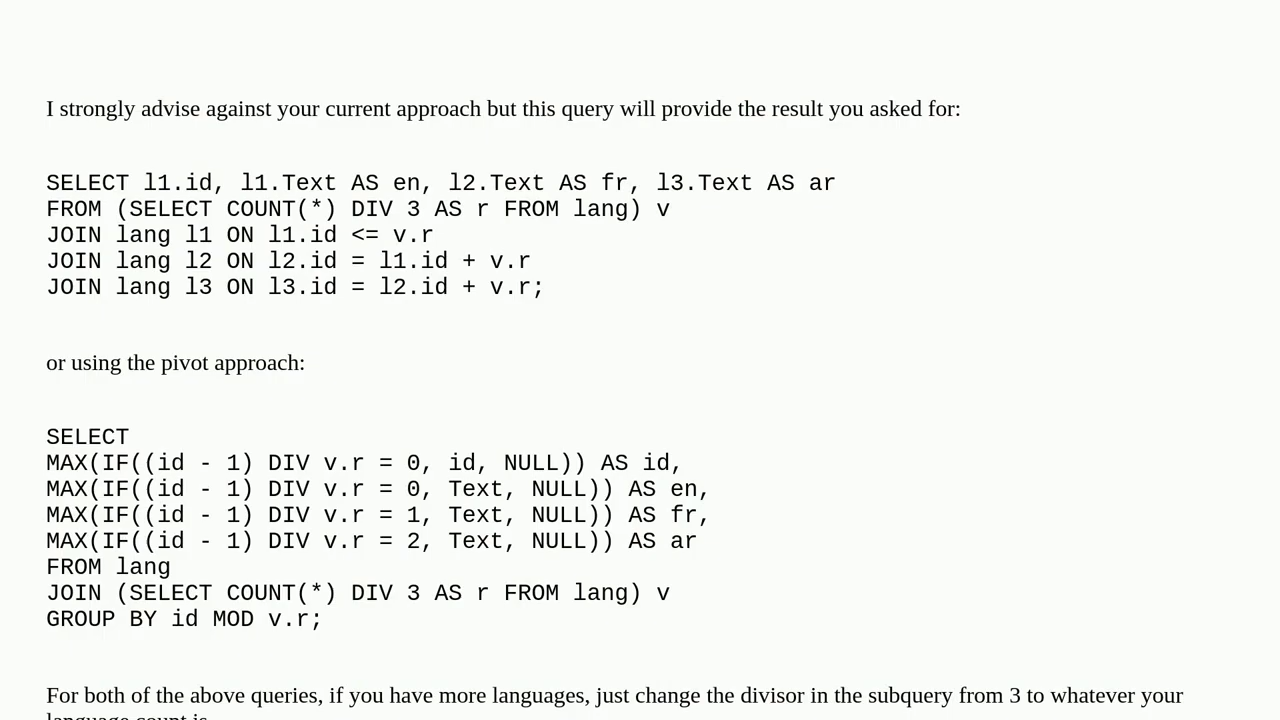 I strongly advise against your current approach but this query will provide the result you asked for:
SELECT l1.id, l1.Text AS en, l2.Text AS fr, l3.Text AS ar
FROM (SELECT COUNT(*) DIV 3 AS r FROM lang) v
JOIN lang l1 ON l1.id <= v.r
JOIN lang l2 ON l2.id = l1.id + v.r
JOIN lang l3 ON l3.id = l2.id + v.r;
or using the pivot approach:
SELECT
MAX(IF((id - 1) DIV v.r = 0, id, NULL)) AS id,
MAX(IF((id - 1) DIV v.r = 0, Text, NULL)) AS en,
MAX(IF((id - 1) DIV v.r = 1, Text, NULL)) AS fr,
MAX(IF((id - 1) DIV v.r = 2, Text, NULL)) AS ar
FROM lang
JOIN (SELECT COUNT(*) DIV 3 AS r FROM lang) v
GROUP BY id MOD v.r;
For both of the above queries, if you have more languages, just change the divisor in the subquery from 3 to whatever your
language count is